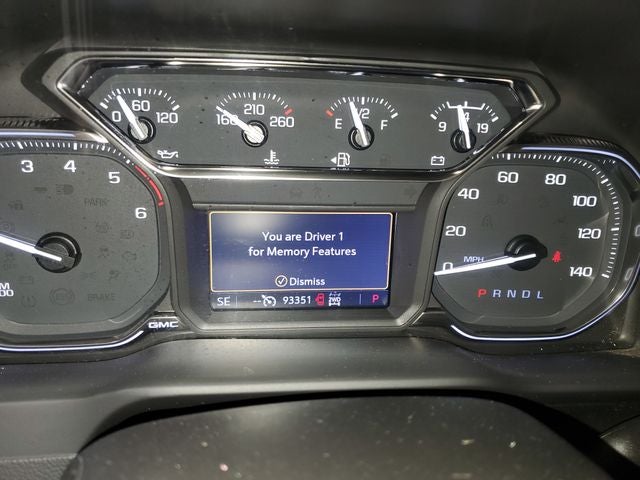 0 60 120
160 210 260
E 1/2 F
9 14 19
3 4 5 6
PARK
BRAKE
GMC
You are Driver 1
for Memory Features
Dismiss
SE -- 93351 2WD P
0 20 40 60 80 100 120 140
MPH
P R N D L